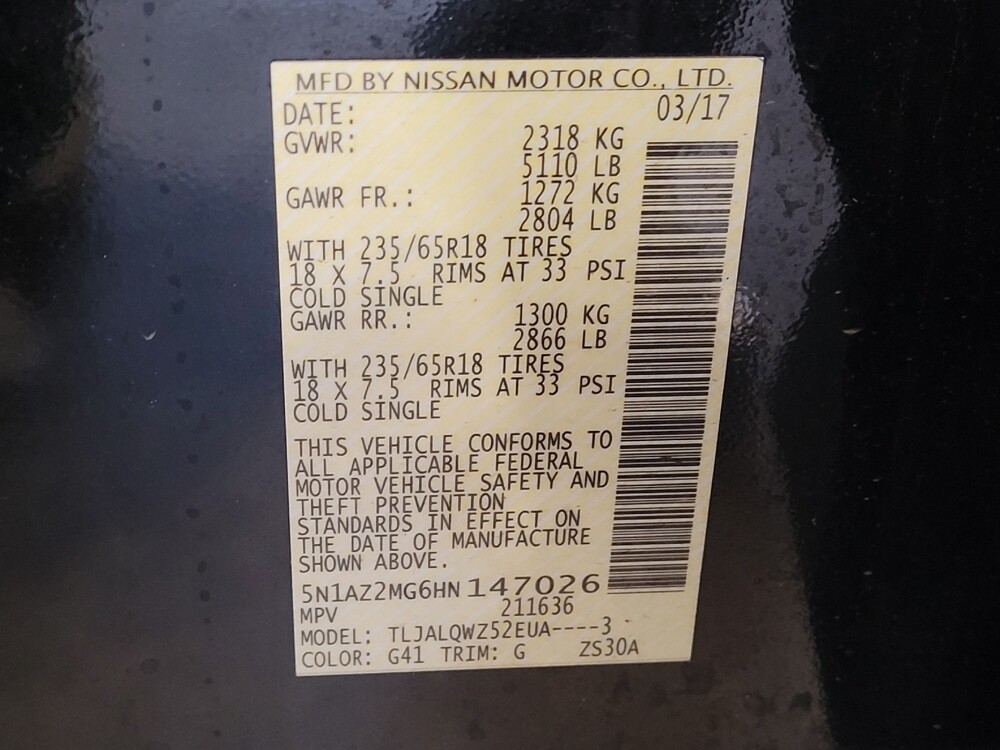 MFD BY NISSAN MOTOR CO., LTD.
DATE: 03/17
GVWR: 2318 KG
5110 LB
GAWR FR.: 1272 KG
2804 LB
WITH 235/65R18 TIRES
18 X 7.5 RIMS AT 33 PSI
COLD SINGLE
GAWR RR.: 1300 KG
2866 LB
WITH 235/65R18 TIRES
18 X 7.5 RIMS AT 33 PSI
COLD SINGLE
THIS VEHICLE CONFORMS TO
ALL APPLICABLE FEDERAL
MOTOR VEHICLE SAFETY AND
THEFT PREVENTION
STANDARDS IN EFFECT ON
THE DATE OF MANUFACTURE
SHOWN ABOVE.
5N1AZ2MG6HN147026
MPV 211636
MODEL: TLJALQWZ52EUA----3
COLOR: G41 TRIM: G ZS30A